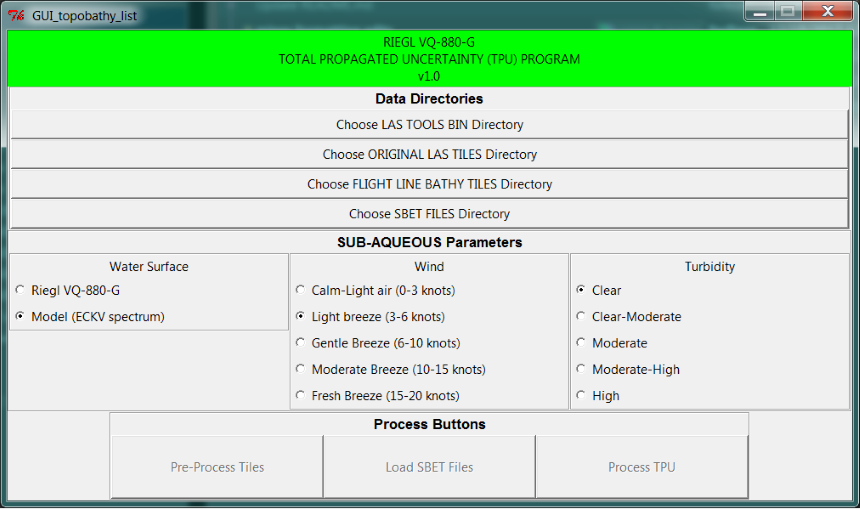 GUI_topobathy_list
RIEGL VQ-880-G
TOTAL PROPAGATED UNCERTAINTY (TPU) PROGRAM
v1.0
Data Directories
Choose LAS TOOLS BIN Directory
Choose ORIGINAL LAS TILES Directory
Choose FLIGHT LINE BATHY TILES Directory
Choose SBET FILES Directory
SUB-AQUEOUS Parameters
Water Surface
Riegl VQ-880-G
Model (ECKV spectrum)
Wind
Calm-Light air (0-3 knots)
Light breeze (3-6 knots)
Gentle Breeze (6-10 knots)
Moderate Breeze (10-15 knots)
Fresh Breeze (15-20 knots)
Turbidity
Clear
Clear-Moderate
Moderate
Moderate-High
High
Process Buttons
Pre-Process Tiles
Load SBET Files
Process TPU